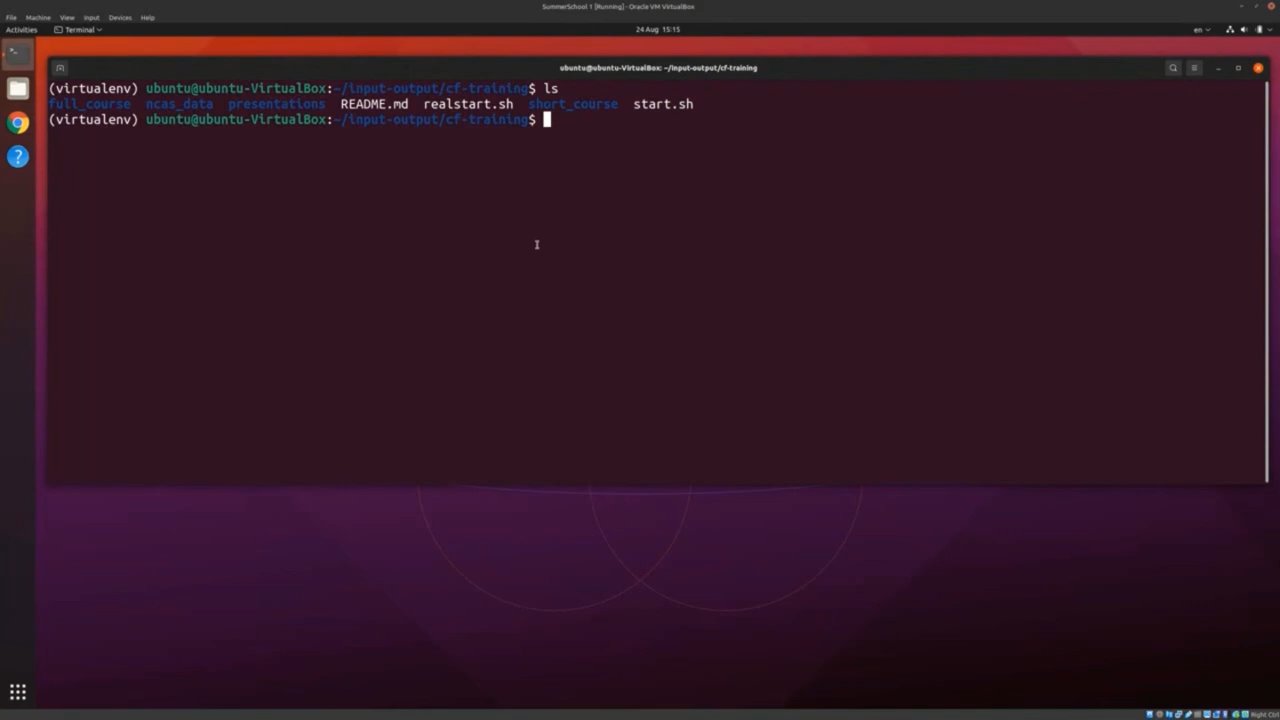 SummerSchool 1 [Running] - Oracle VM VirtualBox
File Machine View Input Devices Help
Activities Terminal 24 Aug 15:15 en
ubuntu@ubuntu-VirtualBox: ~/input-output/cf-training
(virtualenv) ubuntu@ubuntu-VirtualBox:~/input-output/cf-training$ ls
full_course ncas_data presentations README.md realstart.sh short_course start.sh
(virtualenv) ubuntu@ubuntu-VirtualBox:~/input-output/cf-training$
Right Ctrl